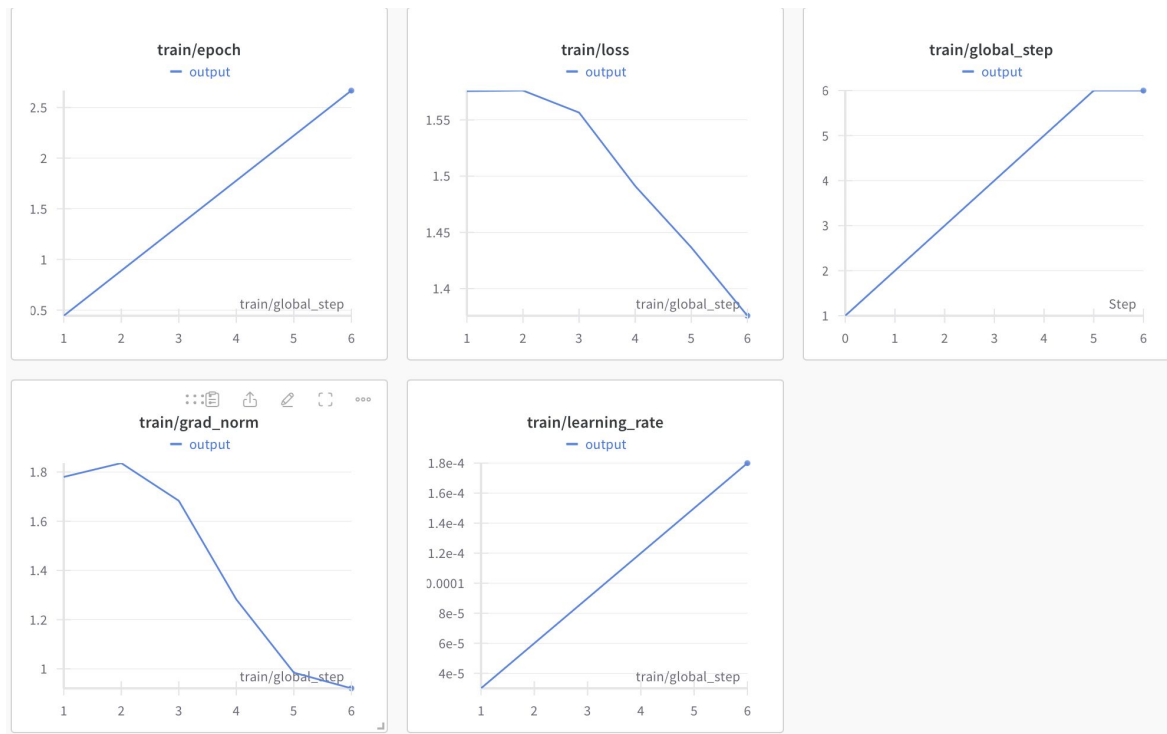 train/epoch
output
2.5
2
1.5
1
0.5
train/global_step
1 2 3 4 5 6
train/loss
output
1.55
1.5
1.45
1.4
train/global_step
1 2 3 4 5 6
train/global_step
output
6
5
4
3
2
1
Step
0 1 2 3 4 5 6
train/grad_norm
output
1.8
1.6
1.4
1.2
1
train/global_step
1 2 3 4 5 6
train/learning_rate
output
1.8e-4
1.6e-4
1.4e-4
1.2e-4
0.0001
8e-5
6e-5
4e-5
train/global_step
1 2 3 4 5 6